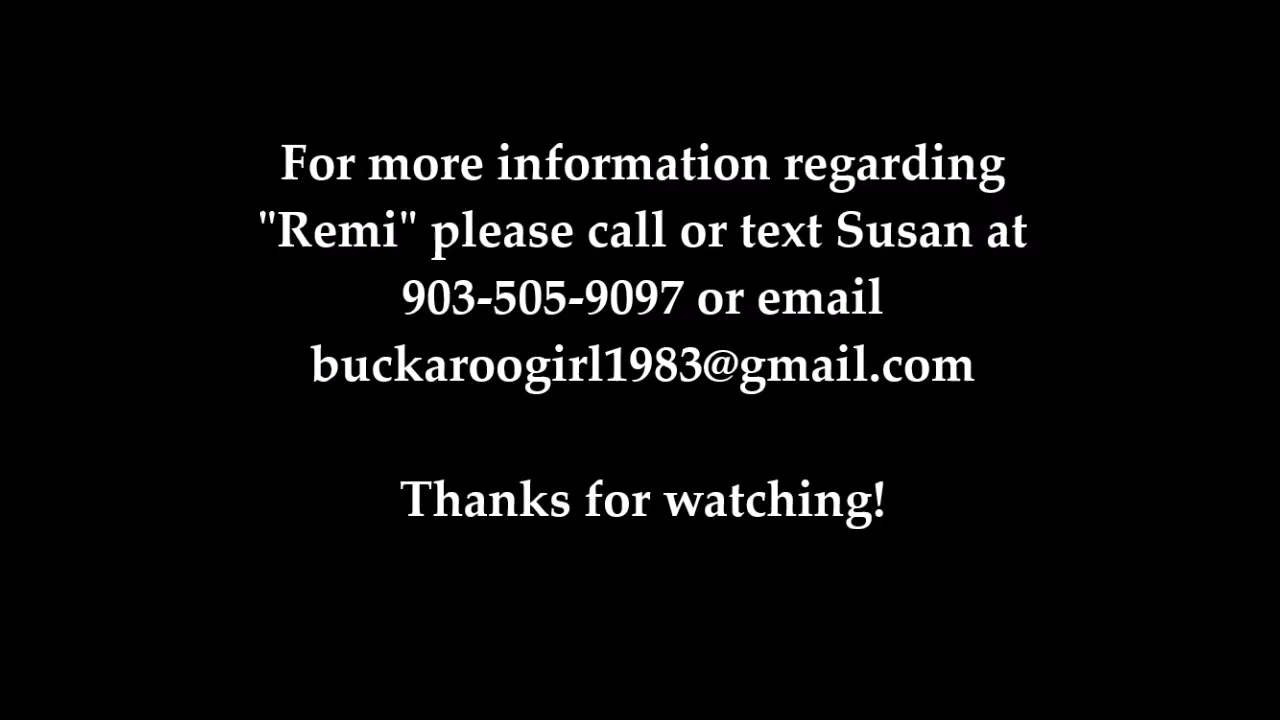 For more information regarding
"Remi" please call or text Susan at
903-505-9097 or email
buckaroogirl1983@gmail.com
Thanks for watching!